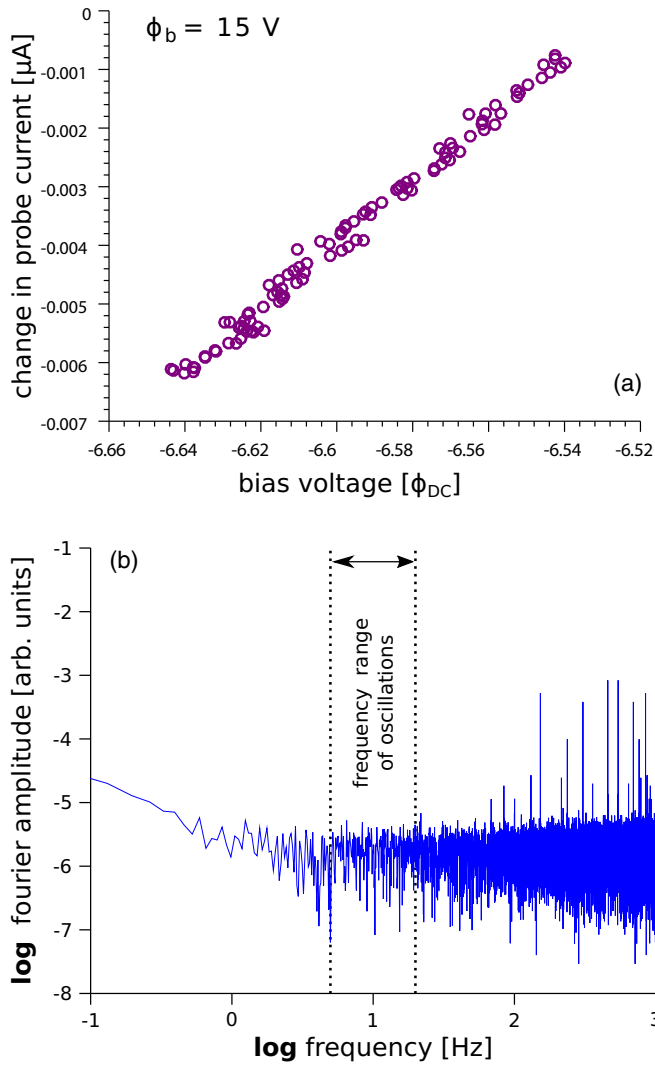 ϕb = 15 V
0
-0.001
-0.002
-0.003
-0.004
-0.005
-0.006
-0.007
change in probe current [μA]
(a)
-6.66 -6.64 -6.62 -6.6 -6.58 -6.56 -6.54 -6.52
bias voltage [ϕDC]
(b)
-1
-2
-3
-4
-5
-6
-7
-8
log fourier amplitude [arb. units]
frequency range
of oscillations
-1 0 1 2 3
log frequency [Hz]